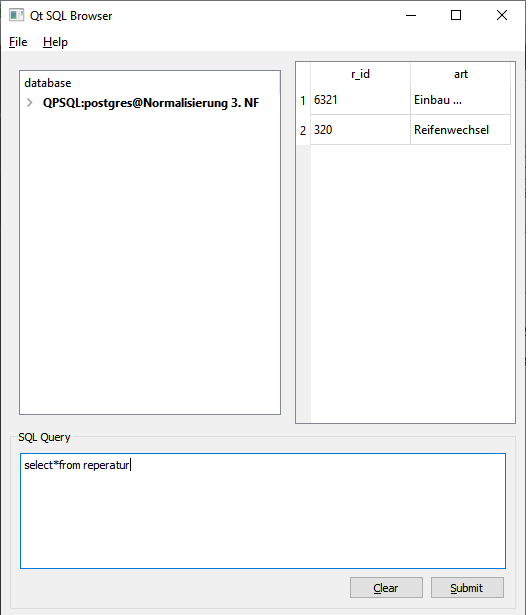 Qt SQL Browser
File Help
database
QPSQL:postgres@Normalisierung 3. NF
r_id art
1 6321 Einbau ...
2 320 Reifenwechsel
SQL Query
select*from reperatur
Clear Submit